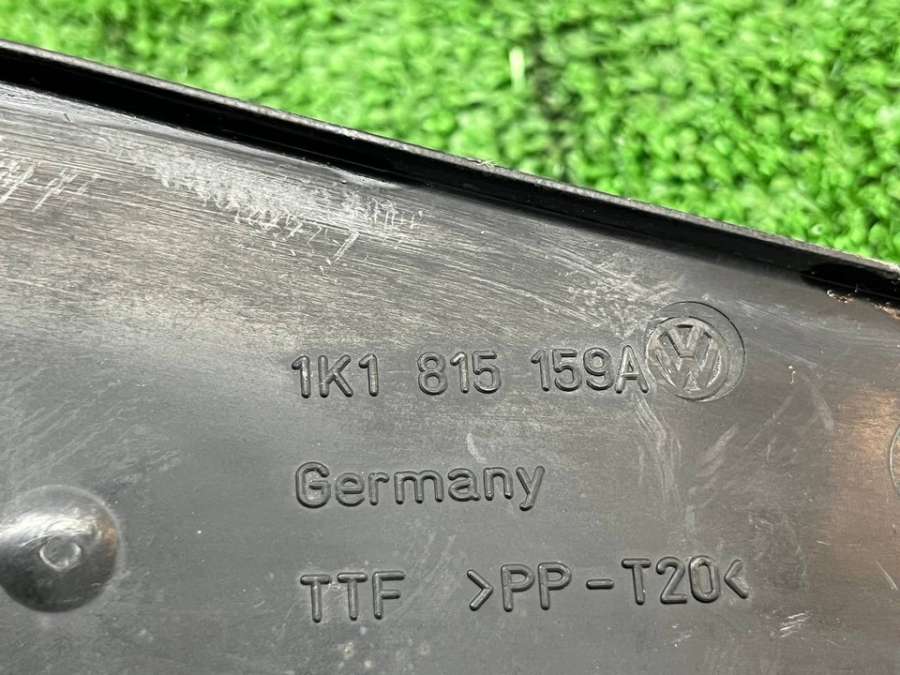 1K1 815 159A
Germany
TTF >PP-T20<